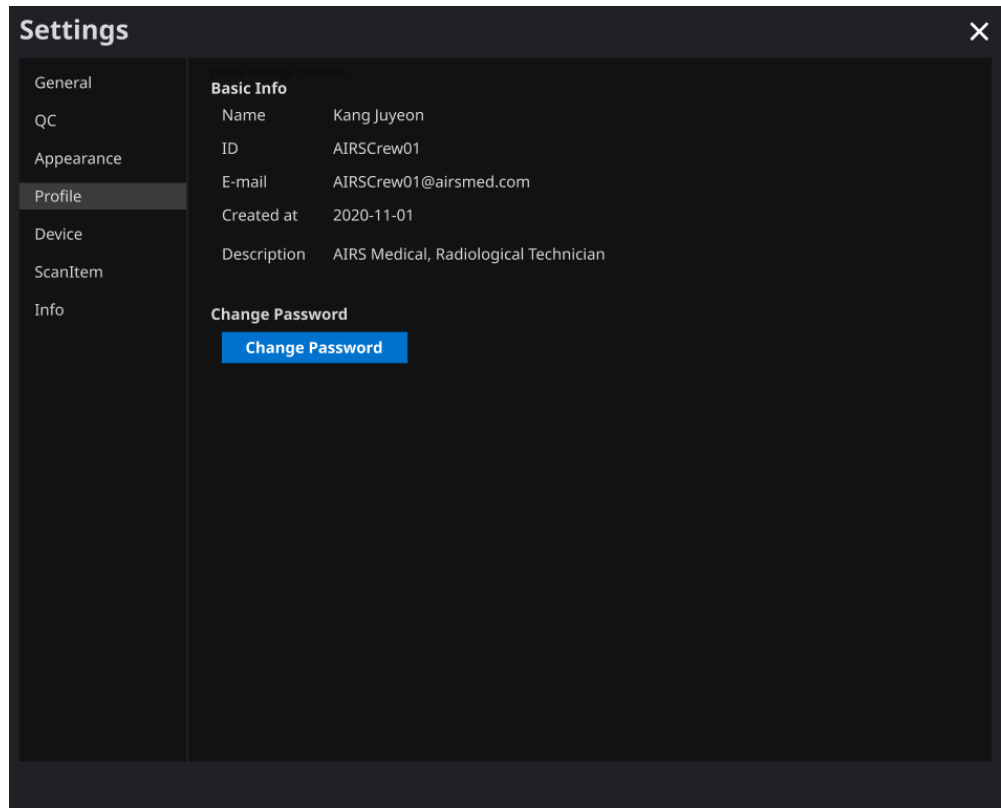 Settings
General
QC
Appearance
Profile
Device
ScanItem
Info
Basic Info
Name Kang Juyeon
ID AIRSCrew01
E-mail AIRSCrew01@airsmed.com
Created at 2020-11-01
Description AIRS Medical, Radiological Technician
Change Password
Change Password